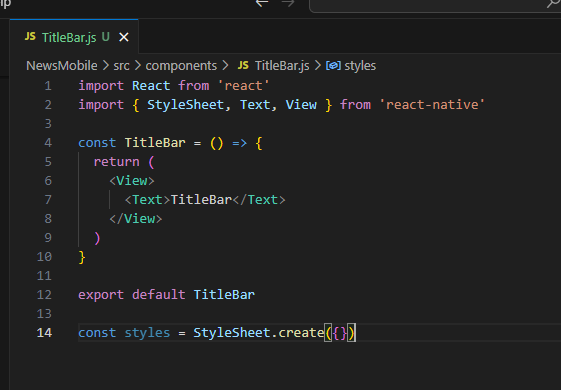 JS TitleBar.js U ×
NewsMobile > src > components > JS TitleBar.js > styles
1 import React from 'react'
2 import { StyleSheet, Text, View } from 'react-native'
3
4 const TitleBar = () => {
5 return (
6 <View>
7 <Text>TitleBar</Text>
8 </View>
9 )
10 }
11
12 export default TitleBar
13
14 const styles = StyleSheet.create({})